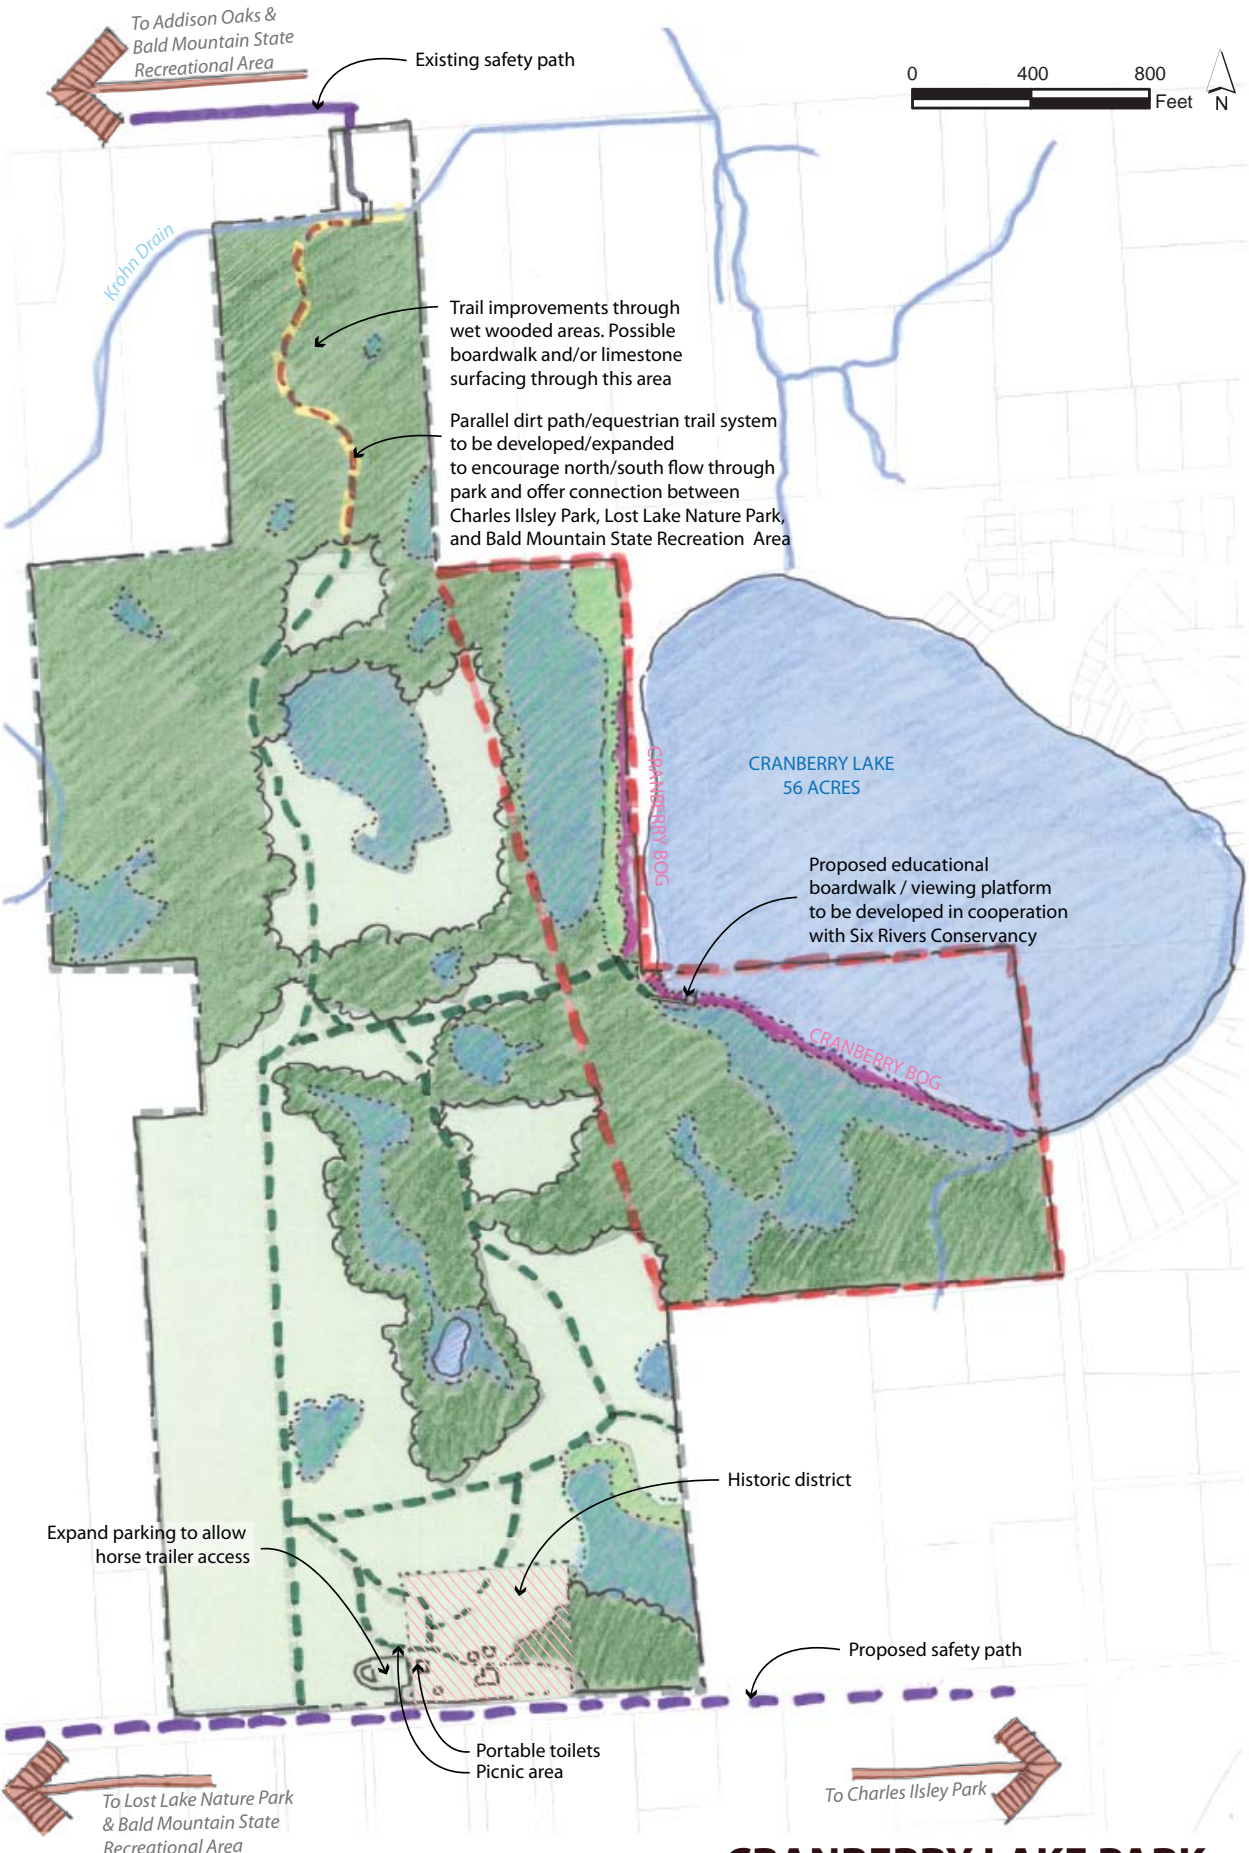 To Addison Oaks &
Bald Mountain State
Recreational Area
Existing safety path
0 400 800
Feet N
Krohn Drain
Trail improvements through
wet wooded areas. Possible
boardwalk and/or limestone
surfacing through this area
Parallel dirt path/equestrian trail system
to be developed/expanded
to encourage north/south flow through
park and offer connection between
Charles Ilsley Park, Lost Lake Nature Park,
and Bald Mountain State Recreation Area
CRANBERRY BOG
CRANBERRY LAKE
56 ACRES
Proposed educational
boardwalk / viewing platform
to be developed in cooperation
with Six Rivers Conservancy
CRANBERRY BOG
Historic district
Expand parking to allow
horse trailer access
Proposed safety path
Portable toilets
Picnic area
To Lost Lake Nature Park
& Bald Mountain State
Recreational Area
To Charles Ilsley Park
CRANBERRY LAKE PARK